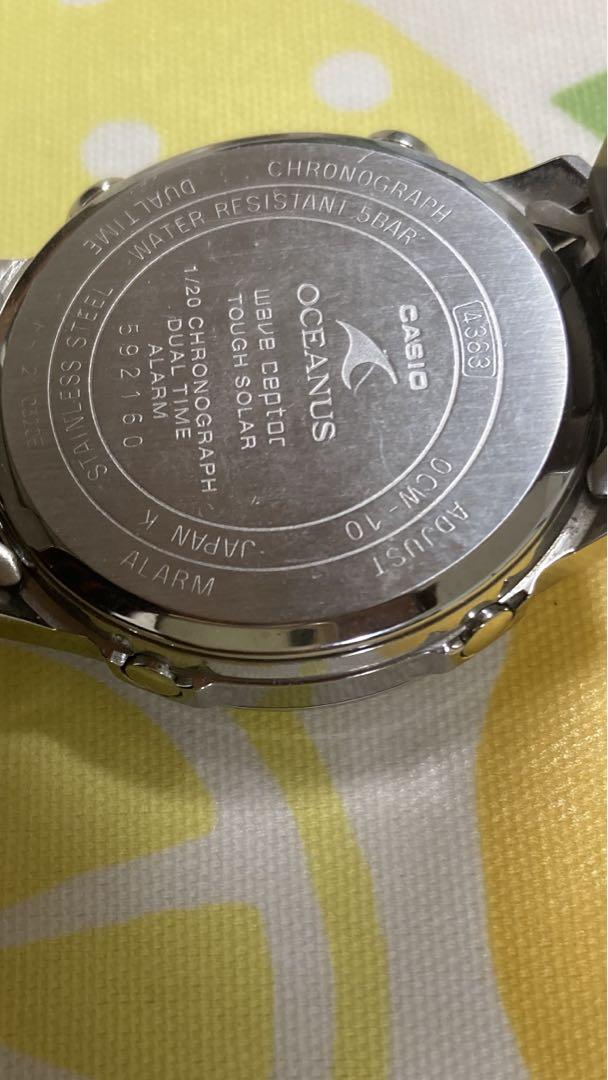 CASIO
OCEANUS
wave ceptor
TOUGH SOLAR
1/20 CHRONOGRAPH
DUAL TIME
ALARM
592160
4363
OCW-10
JAPAN K
STAINLESS STEEL
WATER RESISTANT 5BAR
ADJUST
ALARM
DUALTIME
CHRONOGRAPH